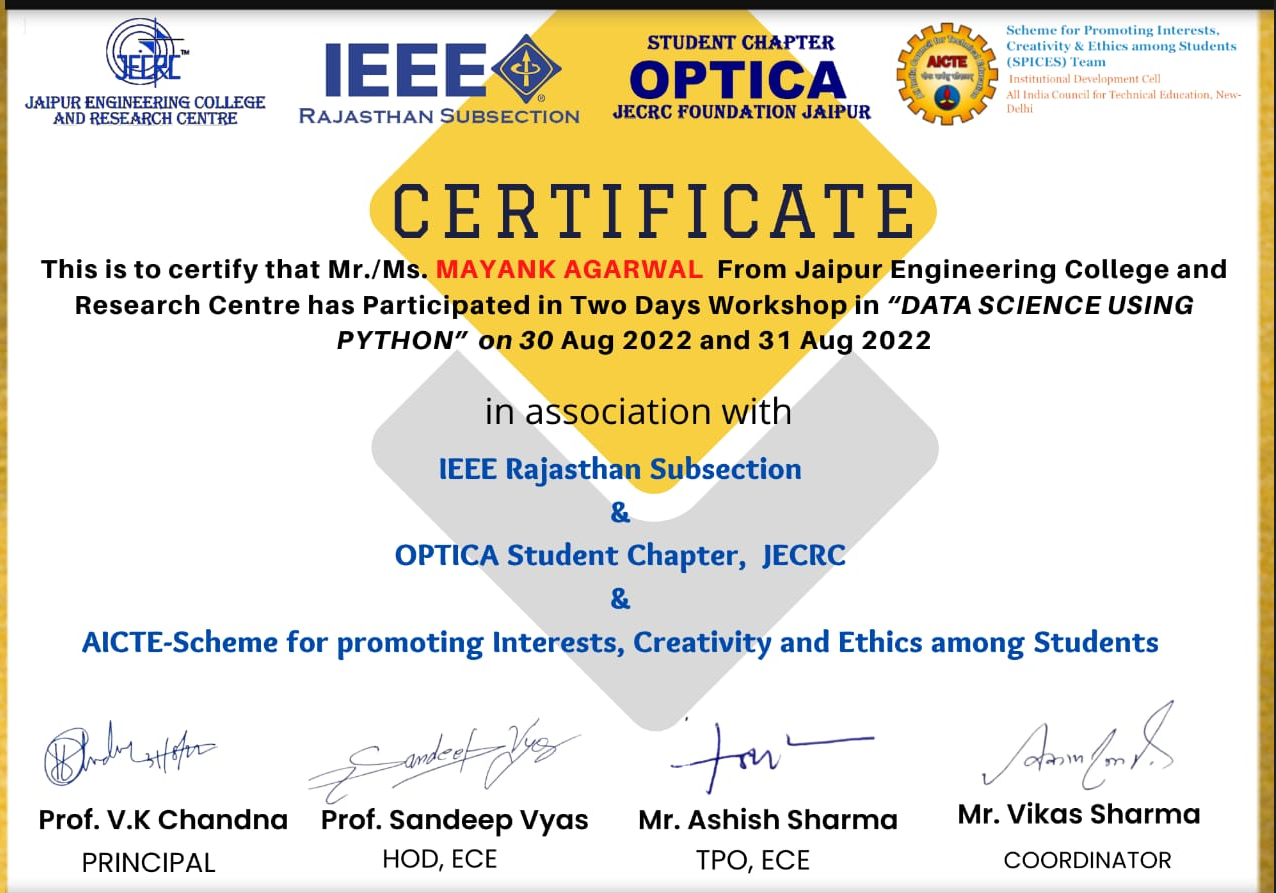 JECRC™
JAIPUR ENGINEERING COLLEGE
AND RESEARCH CENTRE
IEEE®
RAJASTHAN SUBSECTION
STUDENT CHAPTER
OPTICA
JECRC FOUNDATION JAIPUR
AICTE
Scheme for Promoting Interests,
Creativity & Ethics among Students
(SPICES) Team
Institutional Development Cell
All India Council for Technical Education, New-
Delhi
CERTIFICATE
This is to certify that Mr./Ms. MAYANK AGARWAL From Jaipur Engineering College and
Research Centre has Participated in Two Days Workshop in “DATA SCIENCE USING
PYTHON” on 30 Aug 2022 and 31 Aug 2022
in association with
IEEE Rajasthan Subsection
&
OPTICA Student Chapter, JECRC
&
AICTE-Scheme for promoting Interests, Creativity and Ethics among Students
Sandeep Vyas
Prof. V.K Chandna
PRINCIPAL
Prof. Sandeep Vyas
HOD, ECE
Mr. Ashish Sharma
TPO, ECE
Mr. Vikas Sharma
COORDINATOR